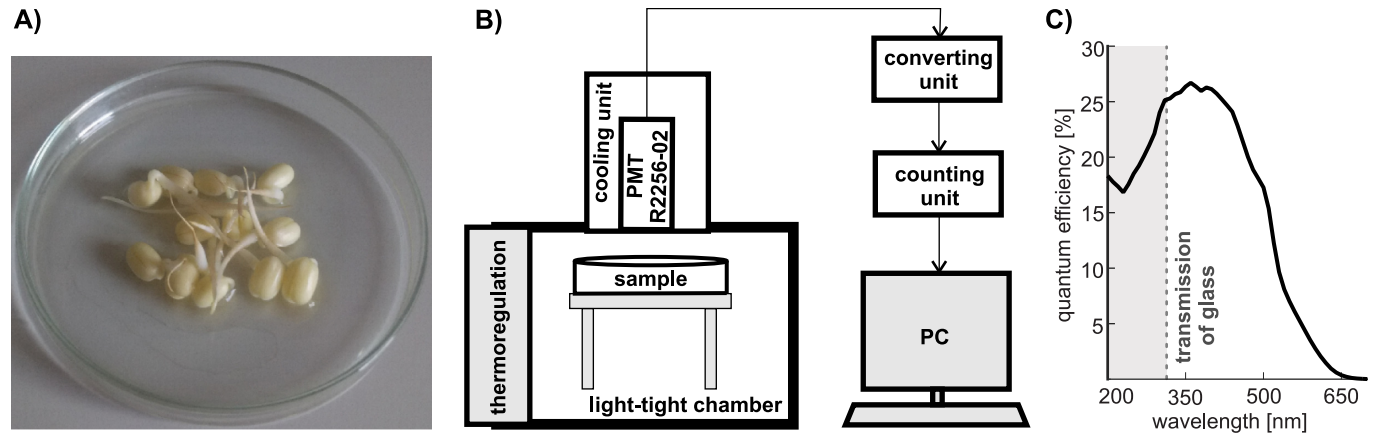 A)
B)
cooling unit
PMT
R2256-02
thermoregulation
sample
light-tight chamber
converting
unit
counting
unit
PC
C)
quantum efficiency [%]
30
25
20
15
10
5
transmission
of glass
200
350
500
650
wavelength [nm]